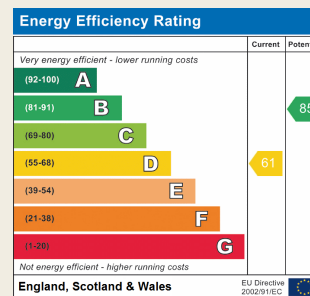 Energy Efficiency Rating
Current
Very energy efficient - lower running costs
(92-100) A
(81-91) B
(69-80) C
(55-68) D 61
(39-54) E
(21-38) F
(1-20) G
Not energy efficient - higher running costs
England, Scotland & Wales
EU Directive
2002/91/EC